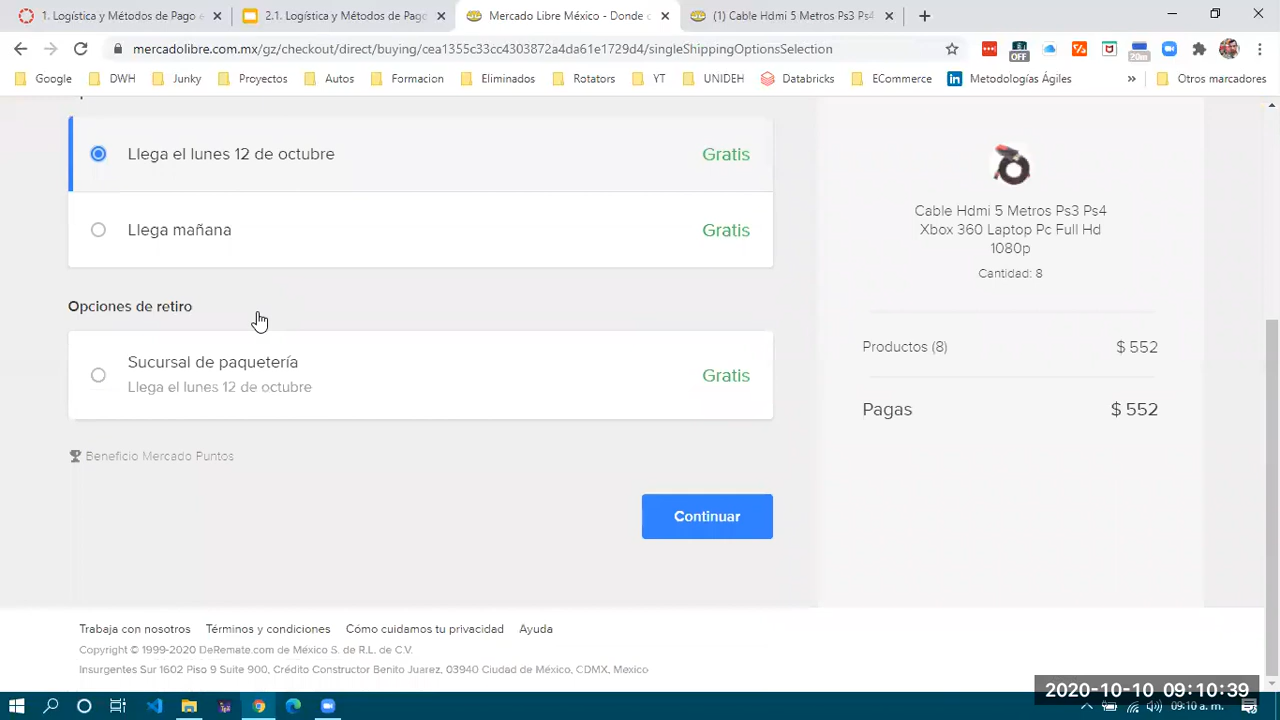 1. Logística y Métodos de Pago
2.1. Logística y Métodos de Pago
Mercado Libre México - Donde c
(1) Cable Hdmi 5 Metros Ps3 Ps4
mercadolibre.com.mx/gz/checkout/direct/buying/cea1355c33cc4303872a4da61e1729d4/singleShippingOptionsSelection
OFF
20m
Google
DWH
Junky
Proyectos
Autos
Formacion
Eliminados
Rotators
YT
UNIDEH
Databricks
ECommerce
Metodologías Ágiles
»
Otros marcadores
Llega el lunes 12 de octubre
Gratis
Llega mañana
Gratis
Opciones de retiro
Sucursal de paquetería
Llega el lunes 12 de octubre
Gratis
Beneficio Mercado Puntos
Continuar
Cable Hdmi 5 Metros Ps3 Ps4
Xbox 360 Laptop Pc Full Hd
1080p
Cantidad: 8
Productos (8)
$ 552
Pagas
$ 552
Trabaja con nosotros
Términos y condiciones
Cómo cuidamos tu privacidad
Ayuda
Copyright © 1999-2020 DeRemate.com de México S. de R.L. de C.V.
Insurgentes Sur 1602 Piso 9 Suite 900, Crédito Constructor Benito Juarez, 03940 Ciudad de México, CDMX, Mexico
2020-10-10 09:10:39
09:10 a. m.